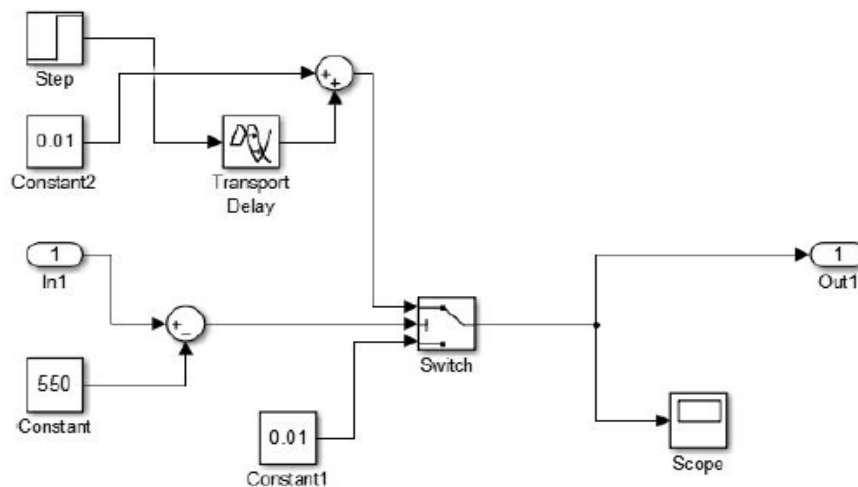 Step
0.01
Constant2
Transport
Delay
1
In1
550
Constant
0.01
Constant1
Switch
1
Out1
Scope